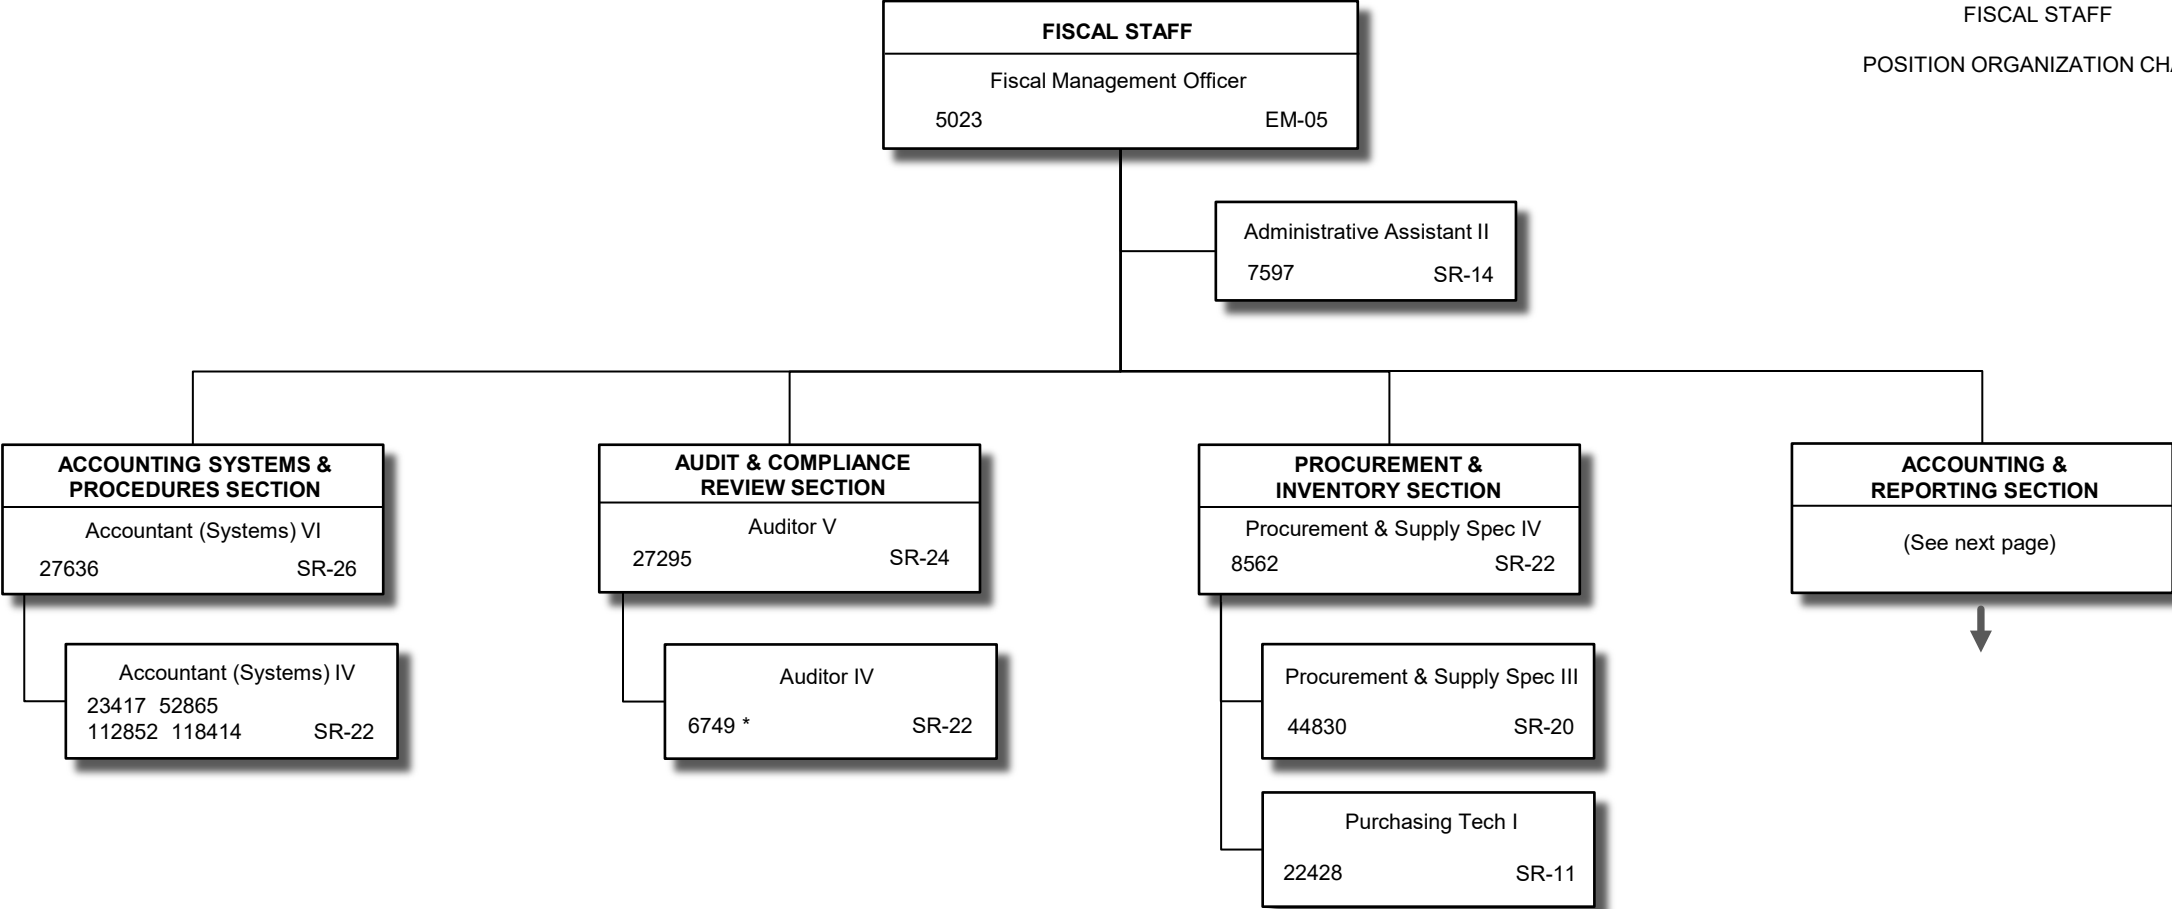 FISCAL STAFF
POSITION ORGANIZATION CHA
FISCAL STAFF
Fiscal Management Officer
5023 EM-05
Administrative Assistant II
7597 SR-14
ACCOUNTING SYSTEMS &
PROCEDURES SECTION
Accountant (Systems) VI
27636 SR-26
Accountant (Systems) IV
23417 52865
112852 118414 SR-22
AUDIT & COMPLIANCE
REVIEW SECTION
Auditor V
27295 SR-24
Auditor IV
6749 * SR-22
PROCUREMENT &
INVENTORY SECTION
Procurement & Supply Spec IV
8562 SR-22
Procurement & Supply Spec III
44830 SR-20
Purchasing Tech I
22428 SR-11
ACCOUNTING &
REPORTING SECTION
(See next page)